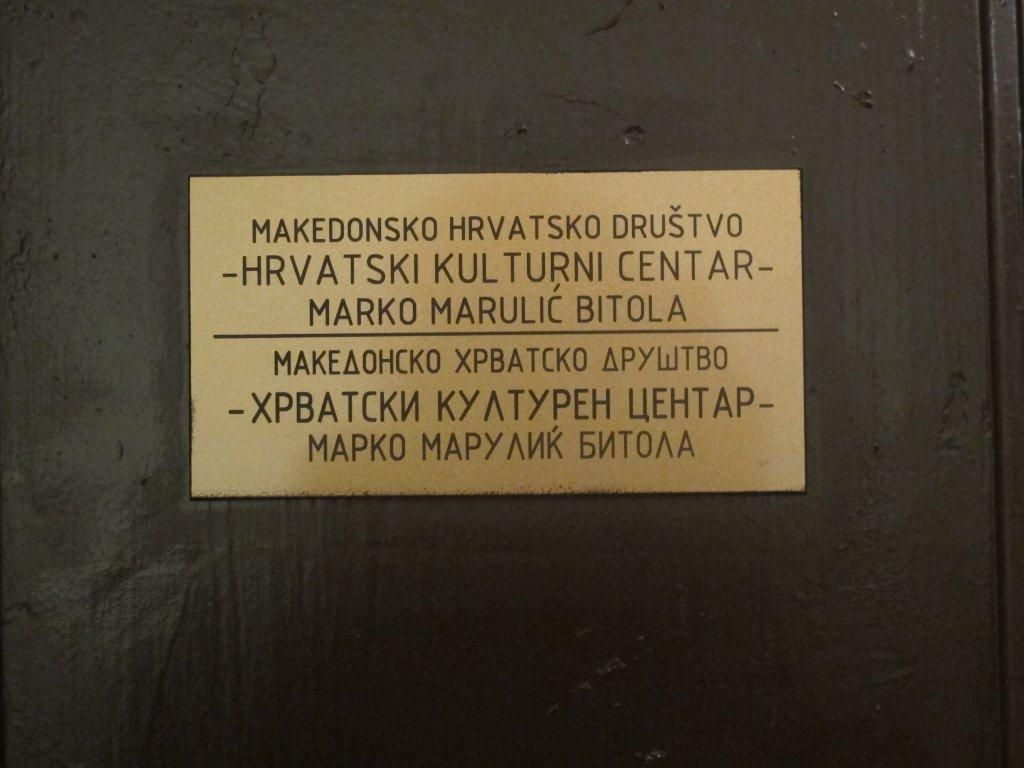 MAKEDONSKO HRVATSKO DRUŠTVO
-HRVATSKI KULTURNI CENTAR-
MARKO MARULIĆ BITOLA
МАКЕДОНСКО ХРВАТСКО ДРУШТВО
-ХРВАТСКИ КУЛТУРЕН ЦЕНТАР-
МАРКО МАРУЛИЌ БИТОЛА